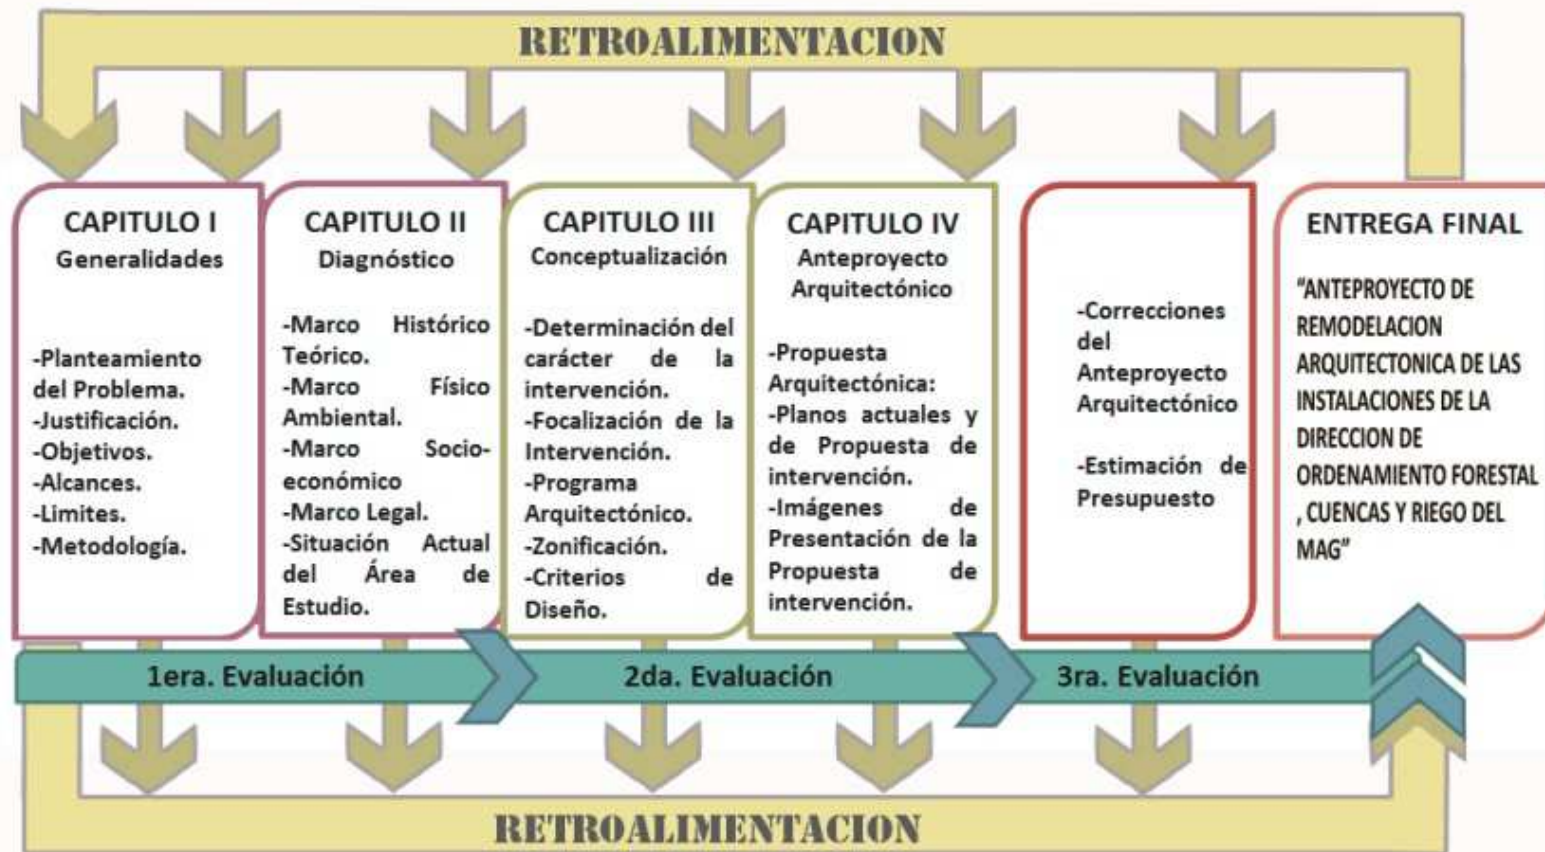 RETROALIMENTACION
CAPITULO I
Generalidades
-Planteamiento
del Problema.
-Justificación.
-Objetivos.
-Alcances.
-Limites.
-Metodología.
CAPITULO II
Diagnóstico
-Marco Histórico
Teórico.
-Marco Físico
Ambiental.
-Marco Socio-
económico
-Marco Legal.
-Situación Actual
del Área de
Estudio.
CAPITULO III
Conceptualización
-Determinación del
carácter de la
intervención.
-Focalización de la
Intervención.
-Programa
Arquitectónico.
-Zonificación.
-Criterios de
Diseño.
CAPITULO IV
Anteproyecto
Arquitectónico
-Propuesta
Arquitectónica:
-Planos actuales y
de Propuesta de
intervención.
-Imágenes de
Presentación de la
Propuesta de
intervención.
-Correcciones
del
Anteproyecto
Arquitectónico
-Estimación de
Presupuesto
ENTREGA FINAL
"ANTEPROYECTO DE
REMODELACION
ARQUITECTONICA DE LAS
INSTALACIONES DE LA
DIRECCION DE
ORDENAMIENTO FORESTAL
, CUENCAS Y RIEGO DEL
MAG"
1era. Evaluación
2da. Evaluación
3ra. Evaluación
RETROALIMENTACION